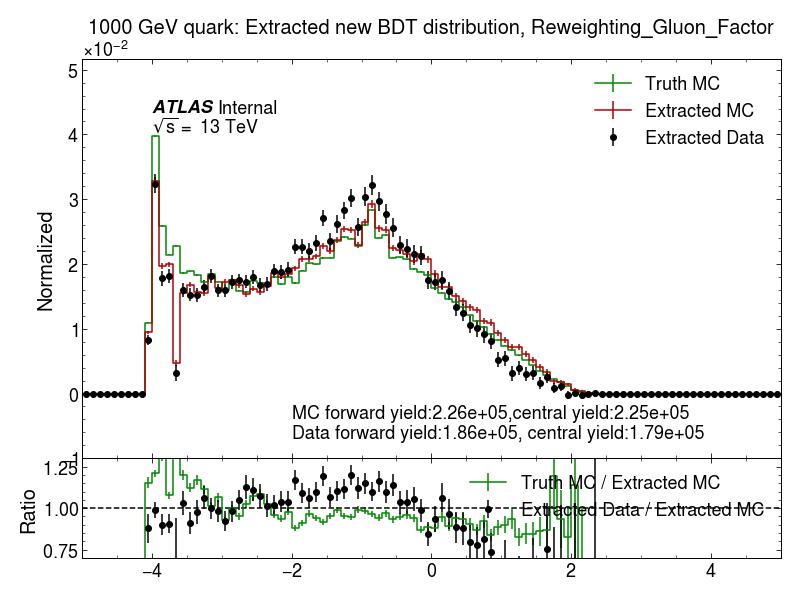 1000 GeV quark: Extracted new BDT distribution, Reweighting_Gluon_Factor
×10⁻²
5
4
3
2
1
0
Normalized
ATLAS Internal
√s = 13 TeV
Truth MC
Extracted MC
Extracted Data
MC forward yield:2.26e+05,central yield:2.25e+05
Data forward yield:1.86e+05, central yield:1.79e+05
1.25
1.00
0.75
Ratio
Truth MC / Extracted MC
Extracted Data / Extracted MC
−4
−2
0
2
4